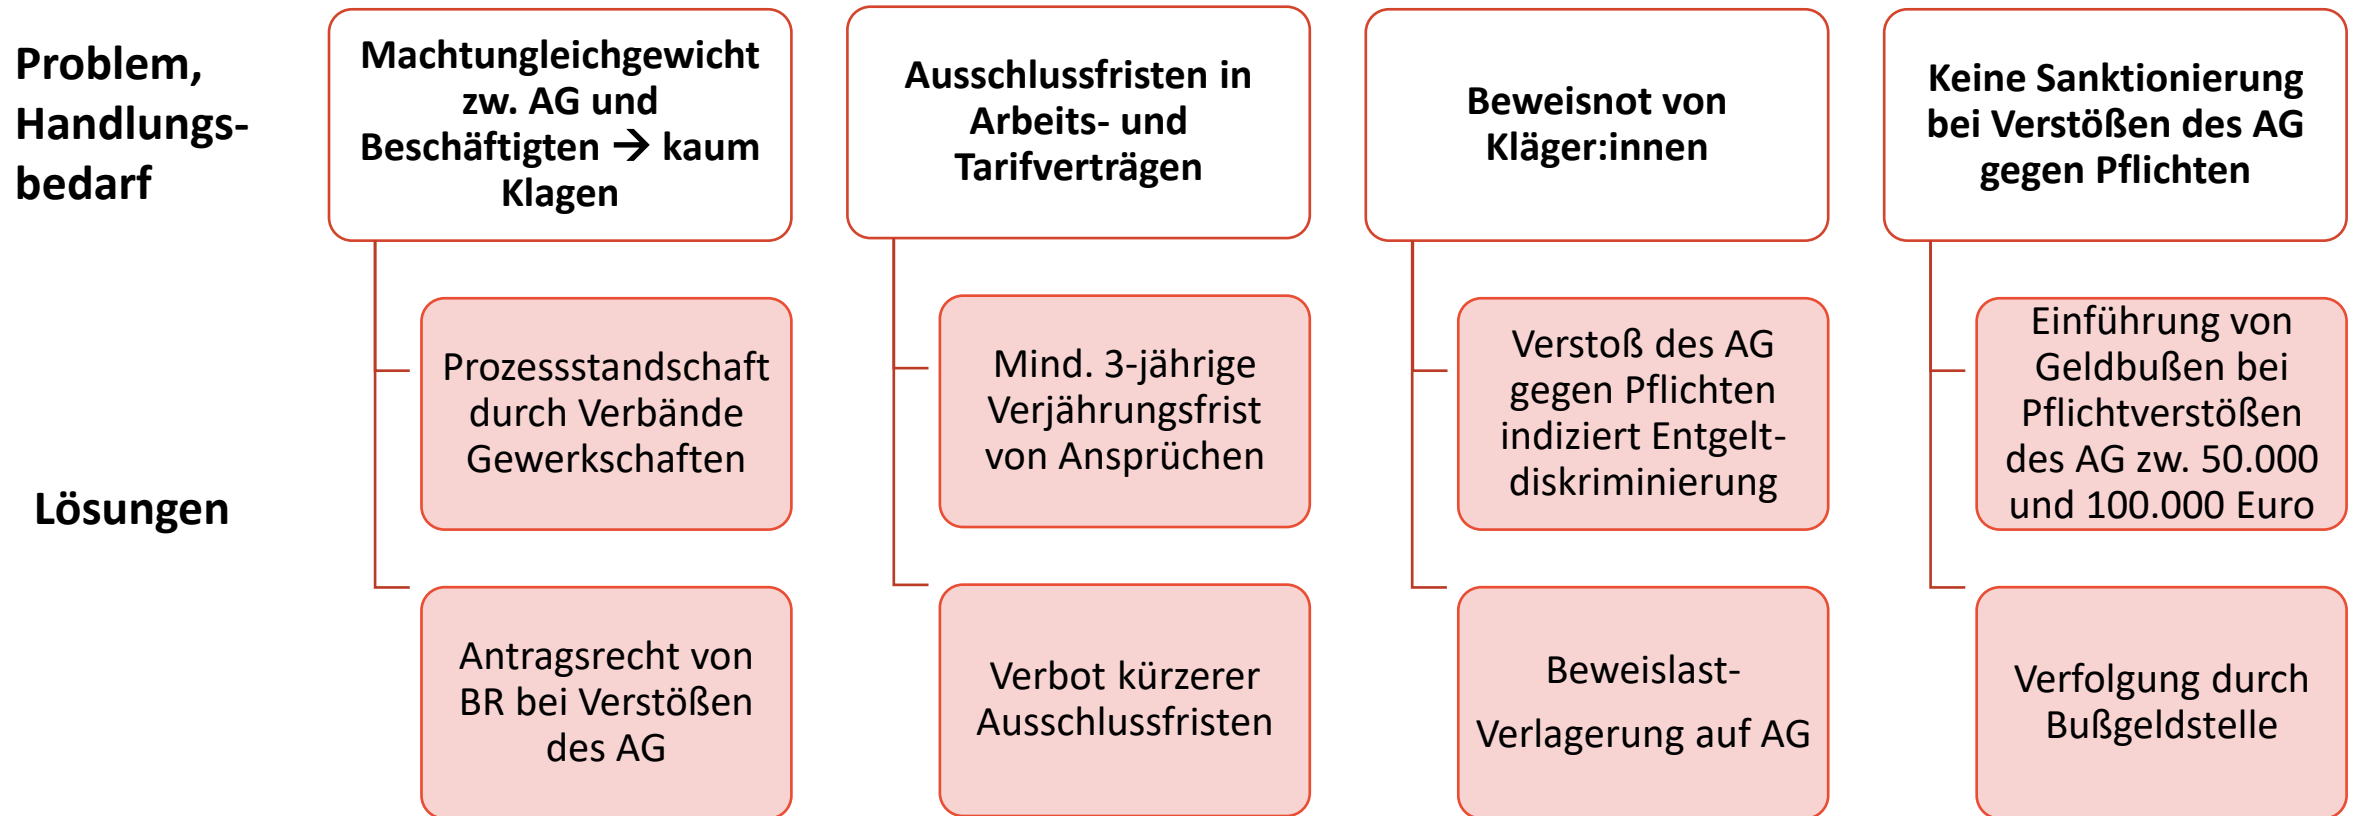 Problem,
Handlungs-
bedarf
Machtungleichgewicht
zw. AG und
Beschäftigten → kaum
Klagen
Ausschlussfristen in
Arbeits- und
Tarifverträgen
Beweisnot von
Kläger:innen
Keine Sanktionierung
bei Verstößen des AG
gegen Pflichten
Lösungen
Prozessstandschaft
durch Verbände
Gewerkschaften
Mind. 3-jährige
Verjährungsfrist
von Ansprüchen
Verstoß des AG
gegen Pflichten
indiziert Entgelt-
diskriminierung
Einführung von
Geldbußen bei
Pflichtverstößen
des AG zw. 50.000
und 100.000 Euro
Antragsrecht von
BR bei Verstößen
des AG
Verbot kürzerer
Ausschlussfristen
Beweislast-
Verlagerung auf AG
Verfolgung durch
Bußgeldstelle